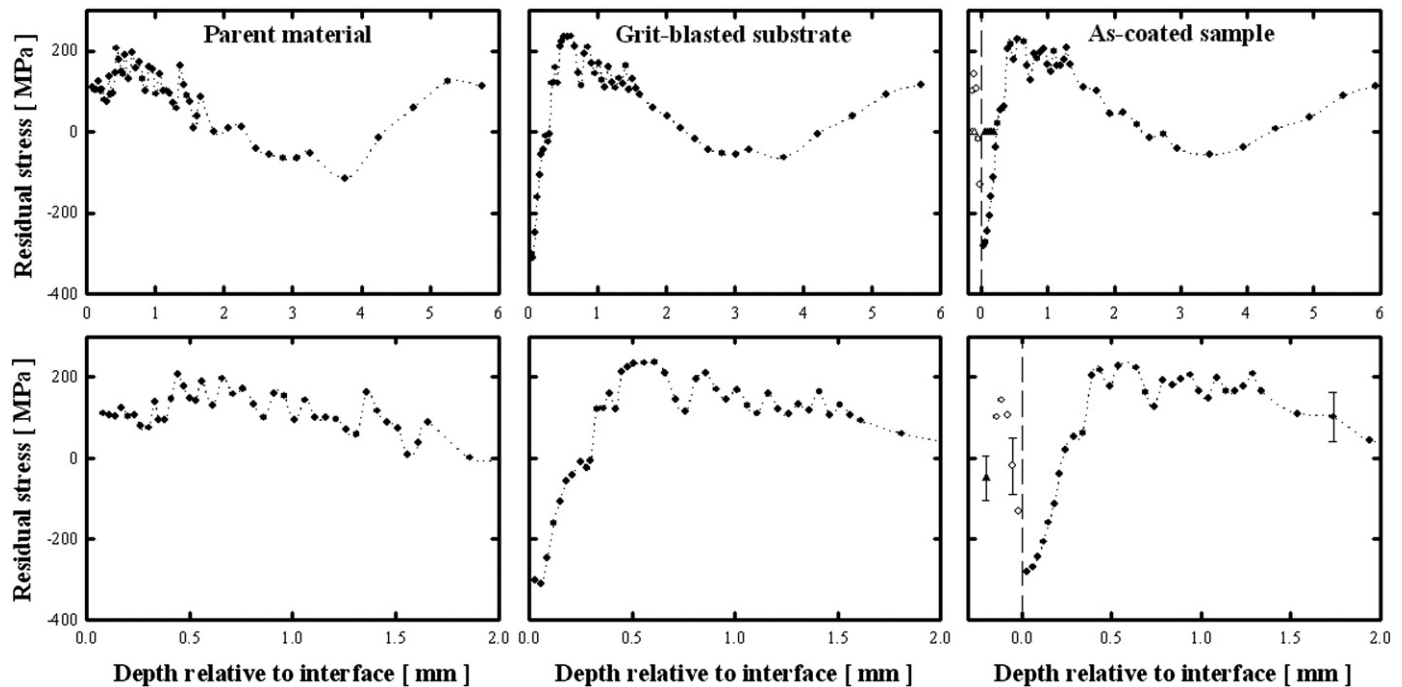 Residual stress [ MPa]
Parent material
Grit-blasted substrate
As-coated sample
200
0
-200
-400
0 1 2 3 4 5 6
0 1 2 3 4 5 6
0 1 2 3 4 5 6
Residual stress [ MPa]
200
0
-200
-400
0.0 0.5 1.0 1.5 2.0
0.0 0.5 1.0 1.5 2.0
0.0 0.5 1.0 1.5 2.0
Depth relative to interface [ mm ]
Depth relative to interface [ mm ]
Depth relative to interface [ mm ]